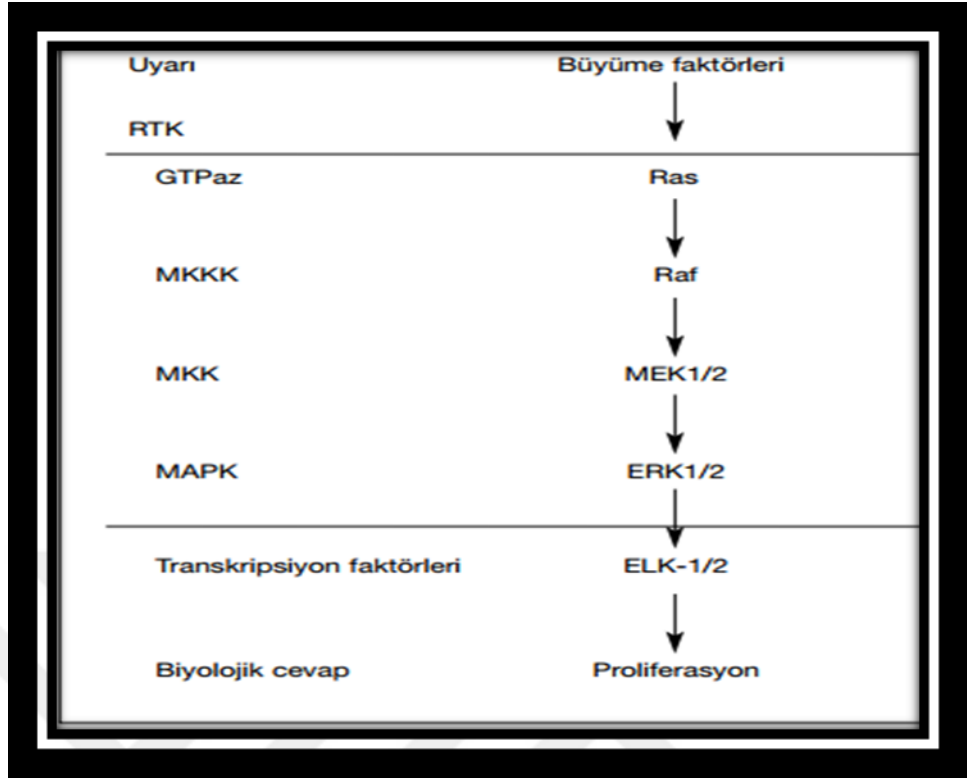 Uyarı Büyüme faktörleri
RTK
GTPaz Ras
MKKK Raf
MKK MEK1/2
MAPK ERK1/2
Transkripsiyon faktörleri ELK-1/2
Biyolojik cevap Proliferasyon